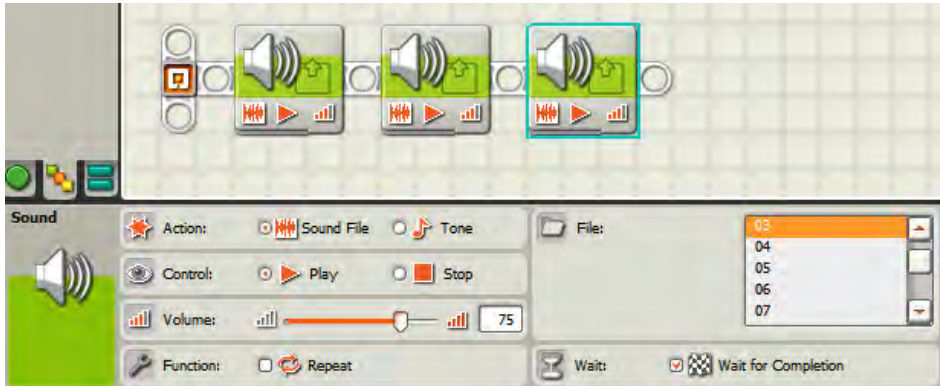 Sound
Action: Sound File Tone
Control: Play Stop
Volume: 75
Function: Repeat
File: 03
04
05
06
07
Wait: Wait for Completion